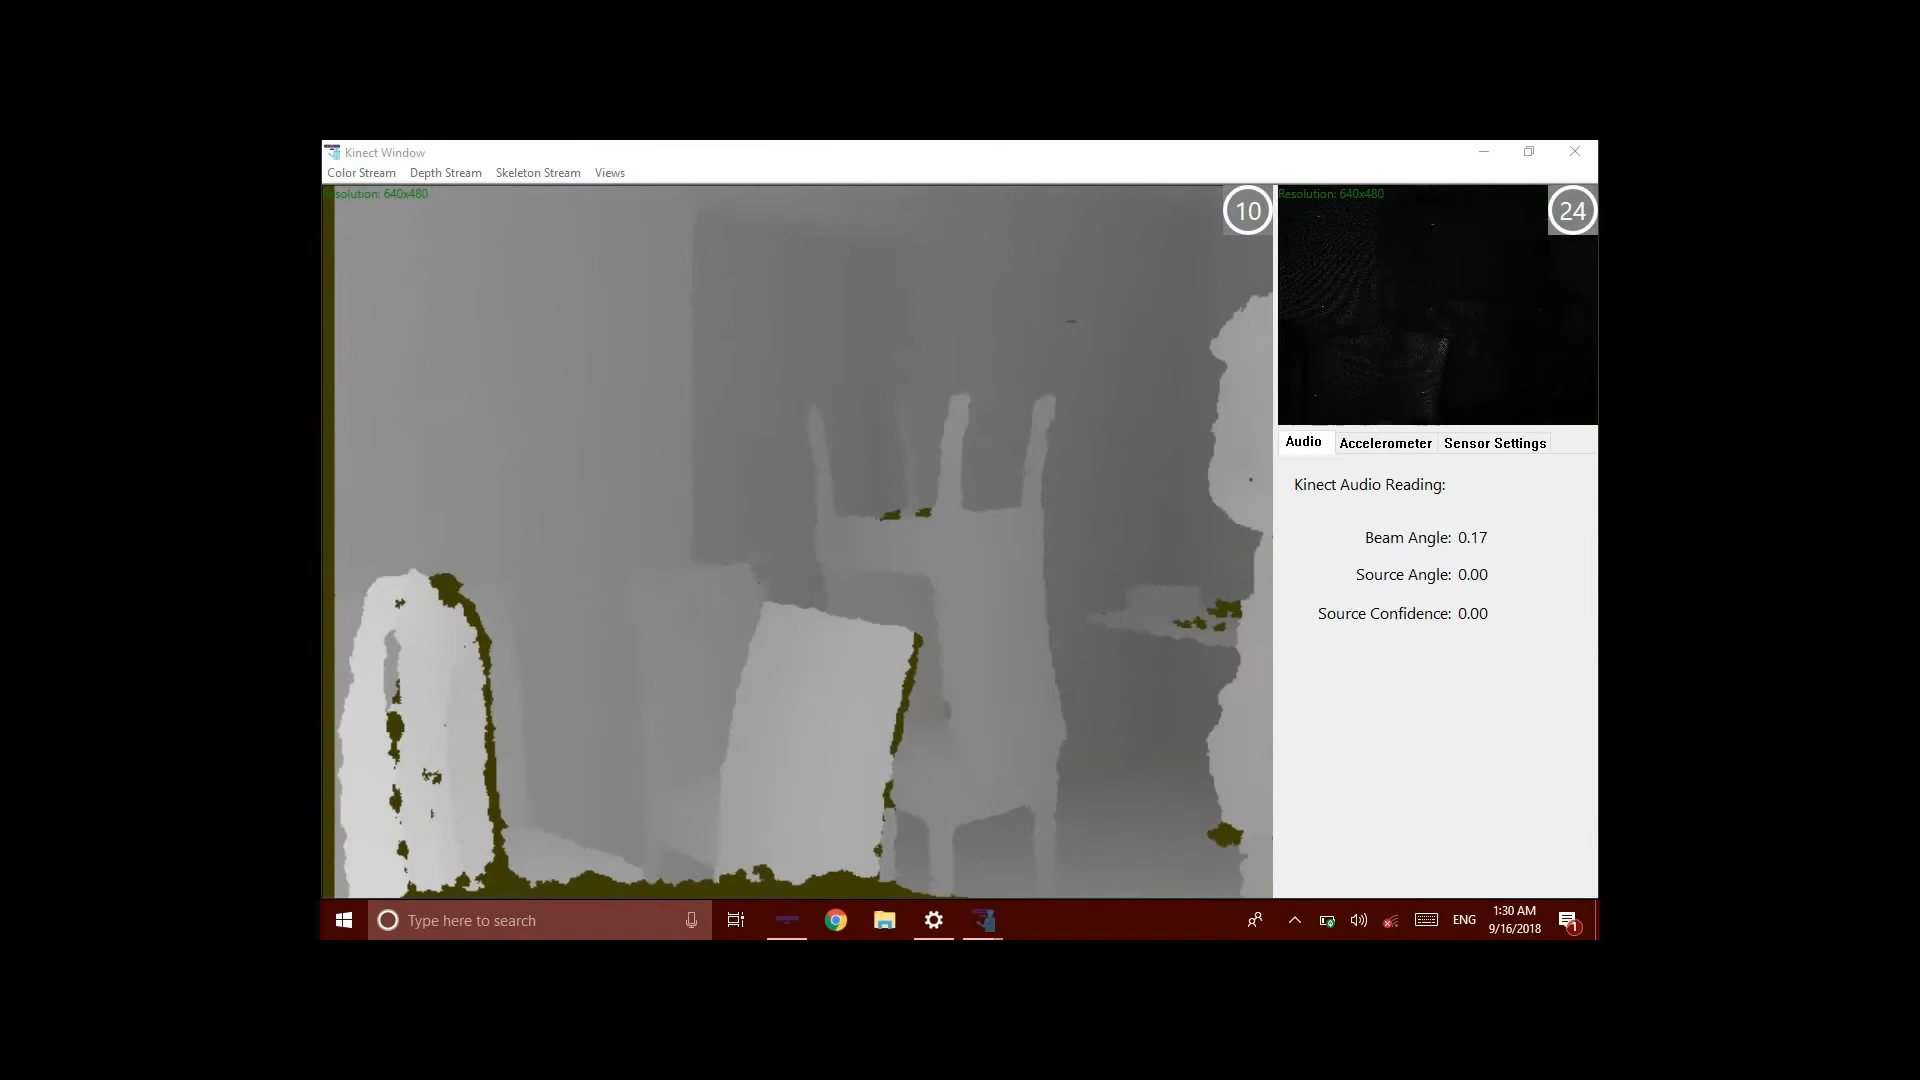 Kinect Window
Color Stream Depth Stream Skeleton Stream Views
Resolution: 640x480
10
Resolution: 640x480
24
Audio Accelerometer Sensor Settings
Kinect Audio Reading:
Beam Angle: 0.17
Source Angle: 0.00
Source Confidence: 0.00
Type here to search
ENG
1:30 AM
9/16/2018
1